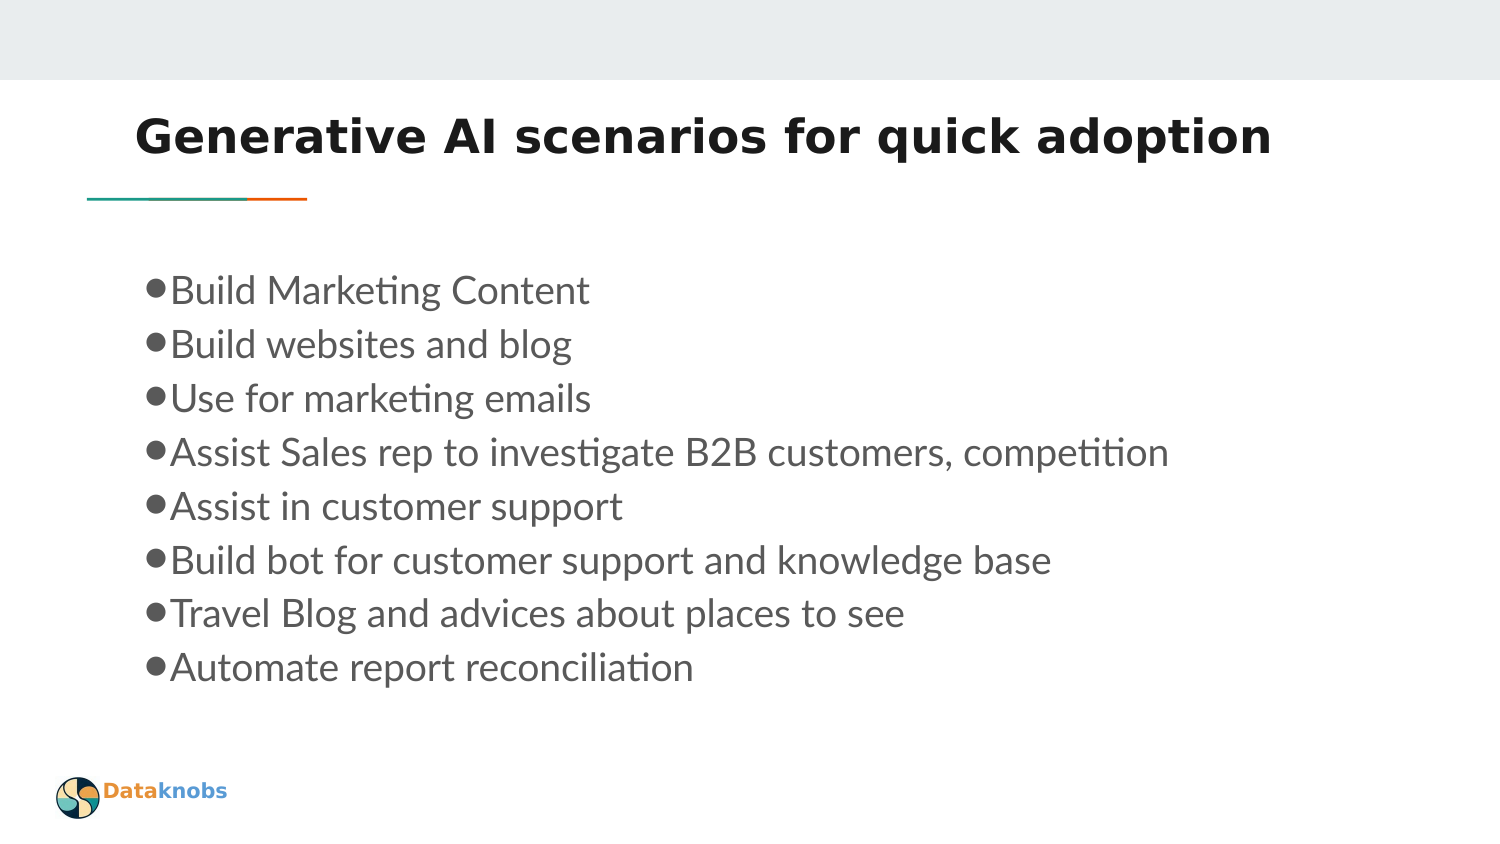 Generative AI scenarios for quick adoption
●Build Marketing Content
●Build websites and blog
●Use for marketing emails
●Assist Sales rep to investigate B2B customers, competition
●Assist in customer support
●Build bot for customer support and knowledge base
●Travel Blog and advices about places to see
●Automate report reconciliation
Dataknobs